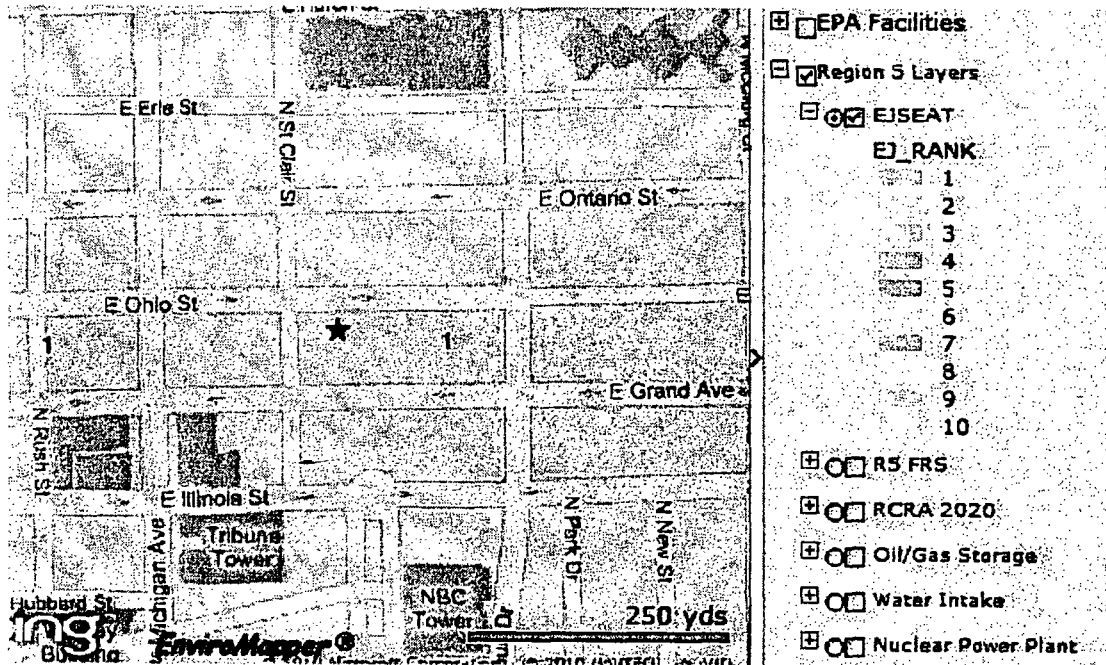 E Erie St
N St Clair St
E Ontario St
E Ohio St
1
1
E Grand Ave
N Rush St
E Illinois St
Tribune
Tower
N Michigan Ave
N Park Dr
N New St
NBC
Tower
Hubbard St
Building
250 yds
EnviroMapper ®
EPA Facilities
Region 5 Layers
EJSEAT
EJ_RANK
1
2
3
4
5
6
7
8
9
10
R5 FRS
RCRA 2020
Oil/Gas Storage
Water Intake
Nuclear Power Plant